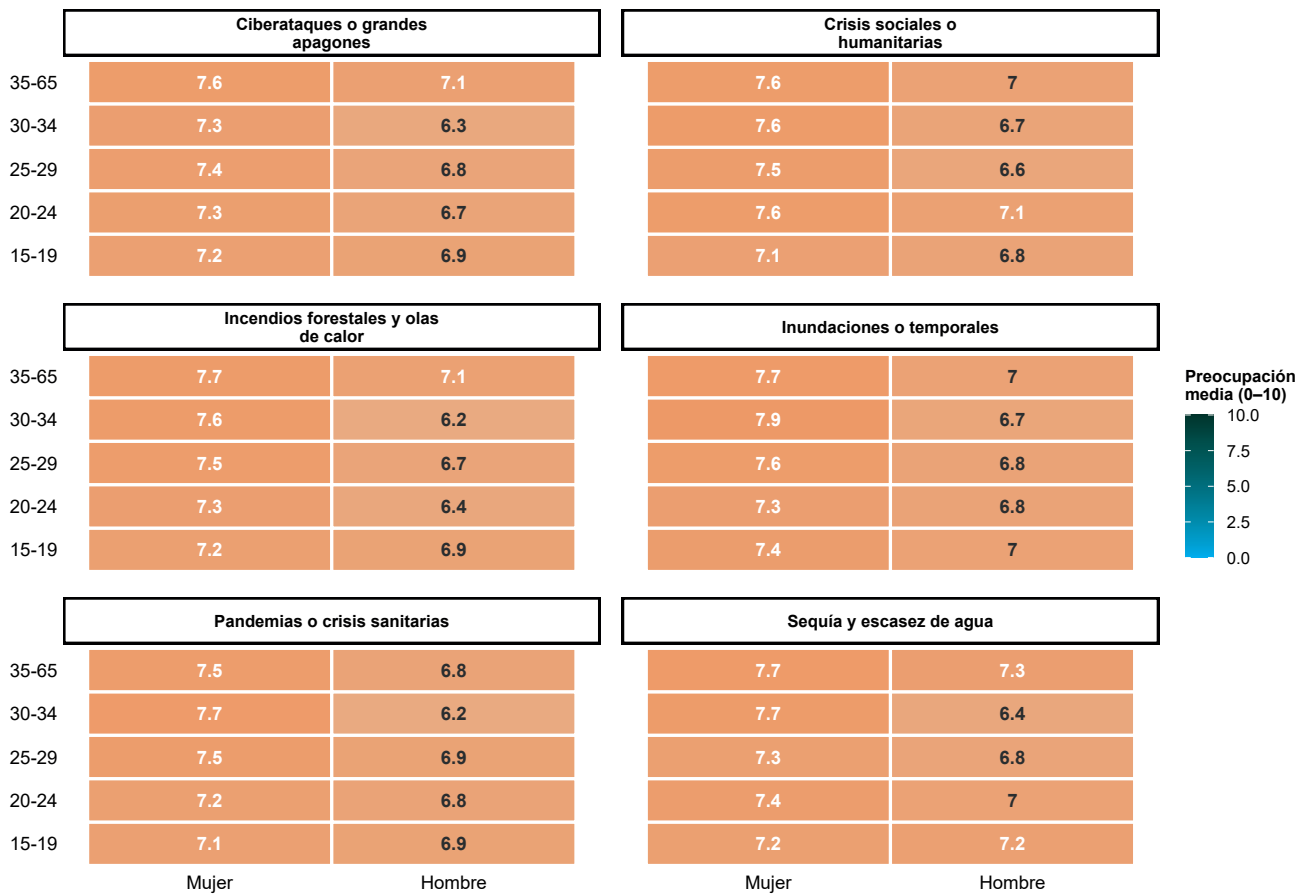 Ciberataques o grandes
apagones
Crisis sociales o
humanitarias
35-65 7.6 7.1 7.6 7
30-34 7.3 6.3 7.6 6.7
25-29 7.4 6.8 7.5 6.6
20-24 7.3 6.7 7.6 7.1
15-19 7.2 6.9 7.1 6.8
Incendios forestales y olas
de calor
Inundaciones o temporales
35-65 7.7 7.1 7.7 7
30-34 7.6 6.2 7.9 6.7
25-29 7.5 6.7 7.6 6.8
20-24 7.3 6.4 7.3 6.8
15-19 7.2 6.9 7.4 7
Preocupación
media (0–10)
10.0
7.5
5.0
2.5
0.0
Pandemias o crisis sanitarias
Sequía y escasez de agua
35-65 7.5 6.8 7.7 7.3
30-34 7.7 6.2 7.7 6.4
25-29 7.5 6.9 7.3 6.8
20-24 7.2 6.8 7.4 7
15-19 7.1 6.9 7.2 7.2
Mujer Hombre Mujer Hombre